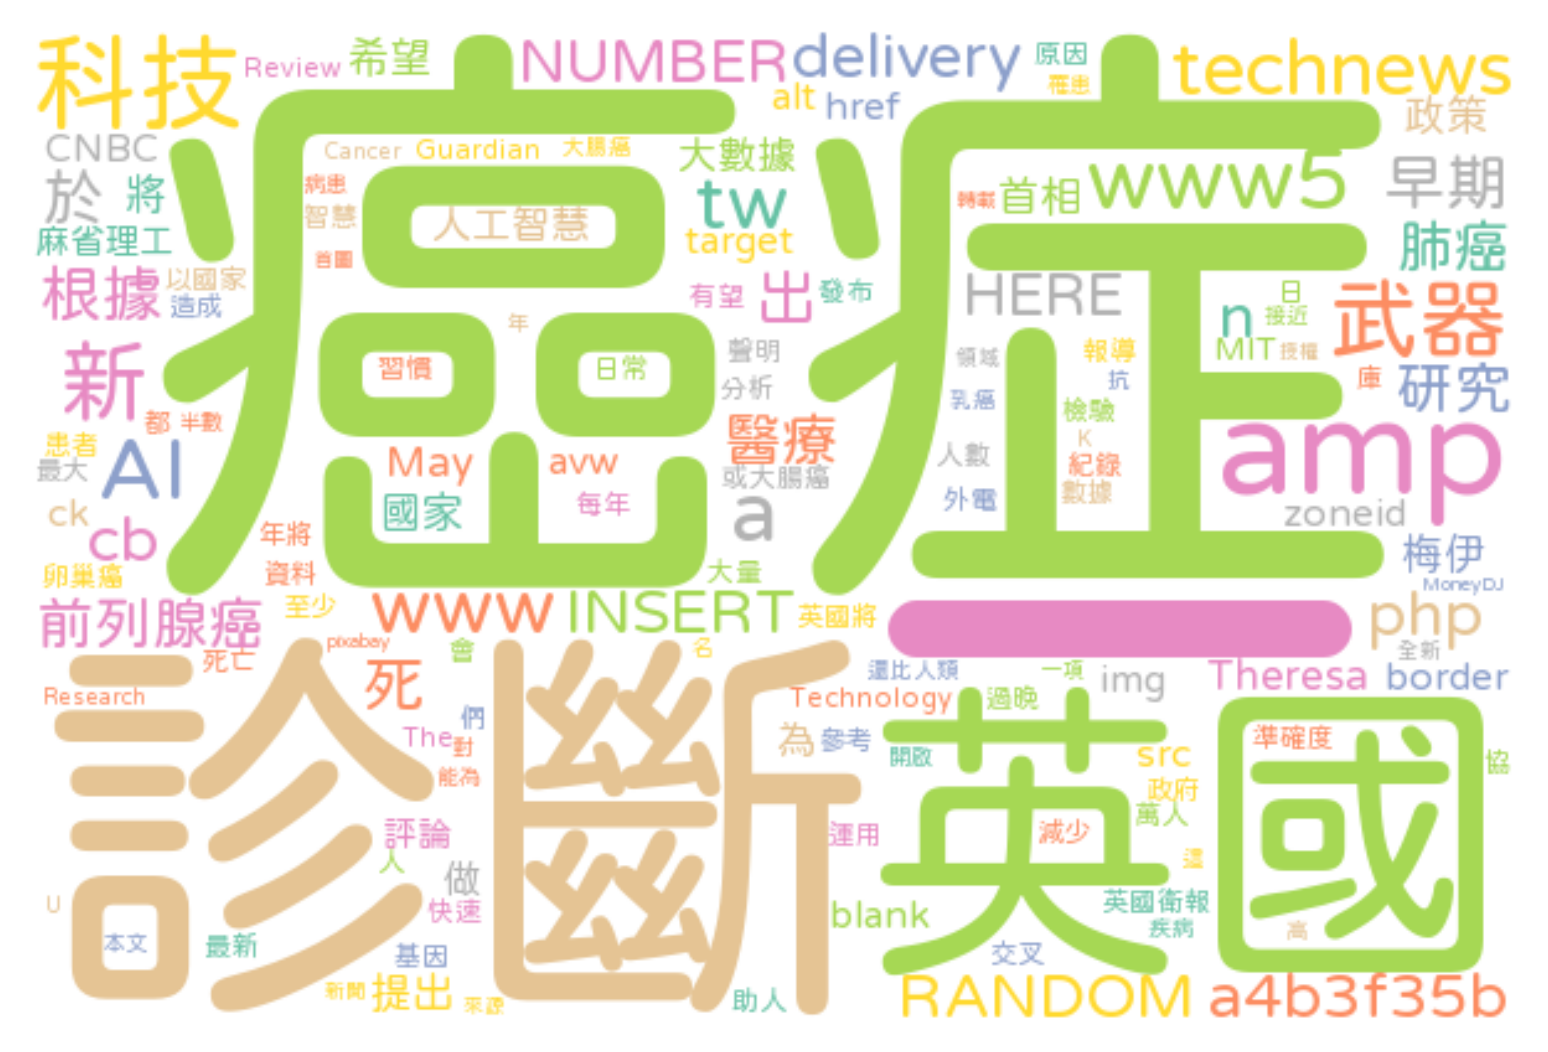 科技 Review 希望 NUMBER delivery 原因 technews
罹患 alt href 政策
CNBC Cancer Guardian 大腸癌 大數據 早期
癌症
於 將 病患 智慧 人工智慧 tw 轉載 首相 www5
麻省理工 首圖 target 肺癌
根據 以國家 造成 有望 出 發布 HERE n 日 接近 武器
年 MIT 授權
新 習慣 日常 聲明 分析 領域 報導 抗 庫 研究
都 半數 乳癌 檢驗 amp
患者 最大 AI May avw 醫療 或大腸癌 人數 K 紀錄 數據
ck cb 國家 每年 a 外電 zoneid
年將 梅伊
卵巢癌 資料 大量 MoneyDJ
前列腺癌 至少 www INSERT 英國將 php
pixabay 會 名 全新
死亡 死 還比人類 一項 img Theresa border
Research Technology 過晚
診斷 英國
The 對 們 為 參考 開啟 src 準確度 協
能為 政府
評論 運用 減少 萬人
人 做 還
U 快速 blank 英國衛報 疾病
本文 最新 基因 交叉 高
新聞 提出 來源 助人 RANDOM a4b3f35b